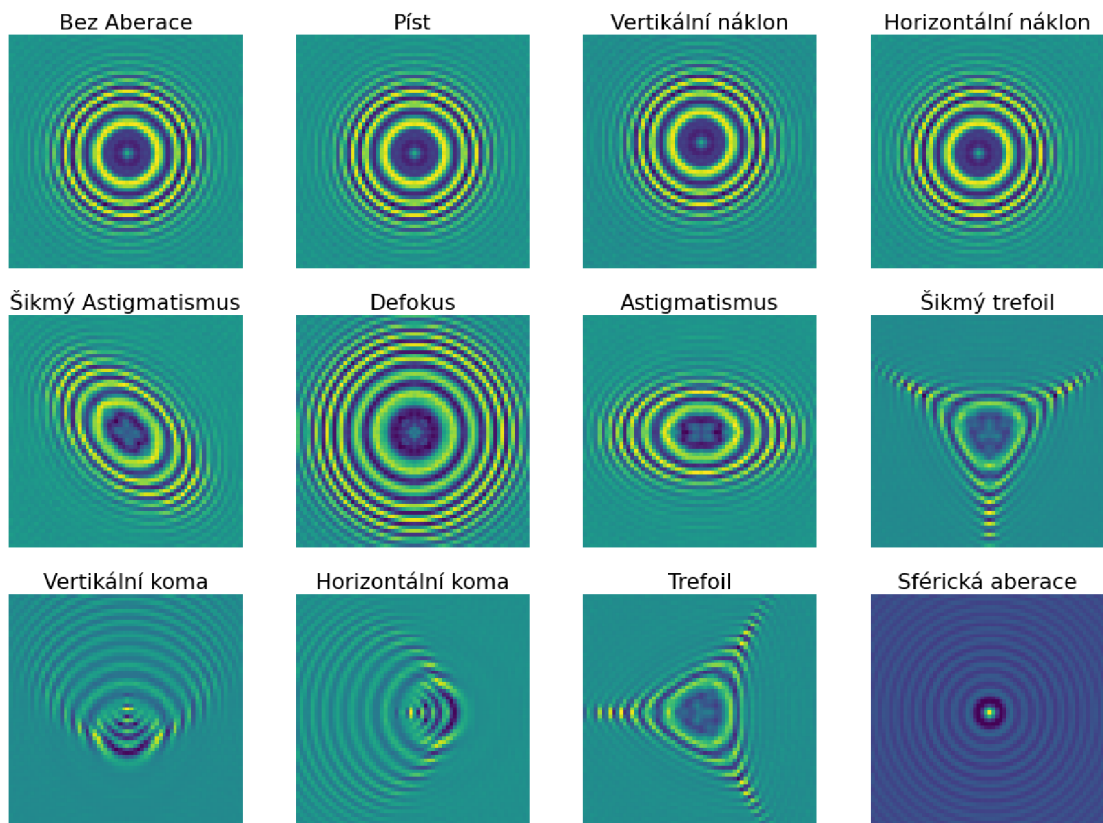 Bez Aberace
Píst
Vertikální náklon
Horizontální náklon
Šikmý Astigmatismus
Defokus
Astigmatismus
Šikmý trefoil
Vertikální koma
Horizontální koma
Trefoil
Sférická aberace